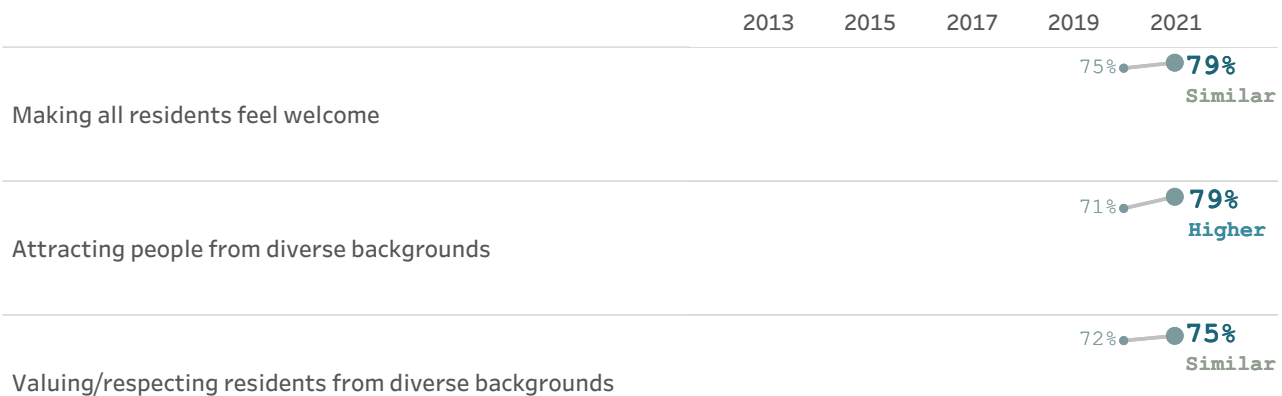 2013 2015 2017 2019 2021
75% 79%
Similar
Making all residents feel welcome
71% 79%
Higher
Attracting people from diverse backgrounds
72% 75%
Similar
Valuing/respecting residents from diverse backgrounds